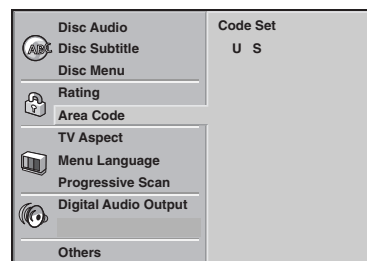 Disc Audio
Disc Subtitle
Disc Menu
Rating
Area Code
TV Aspect
Menu Language
Progressive Scan
Digital Audio Output
Others
Code Set
U S
ABC